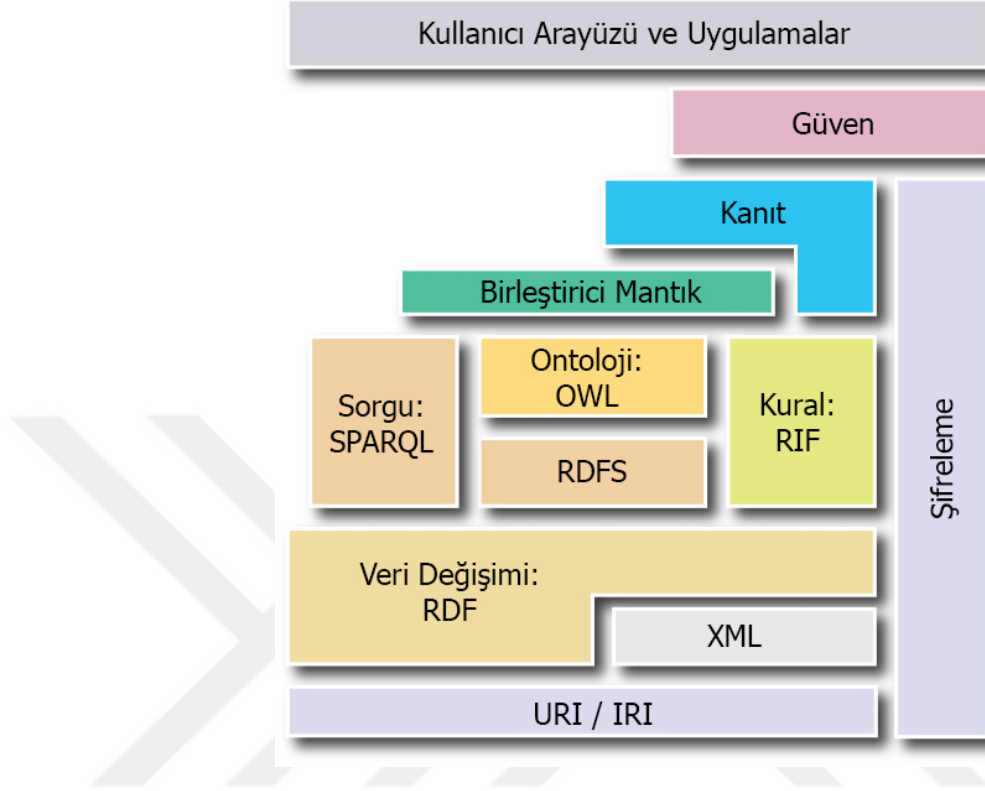 Kullanıcı Arayüzü ve Uygulamalar
Güven
Kanıt
Birleştirici Mantık
Sorgu:
SPARQL
Ontoloji:
OWL
RDFS
Kural:
RIF
Şifreleme
Veri Değişimi:
RDF
XML
URI / IRI